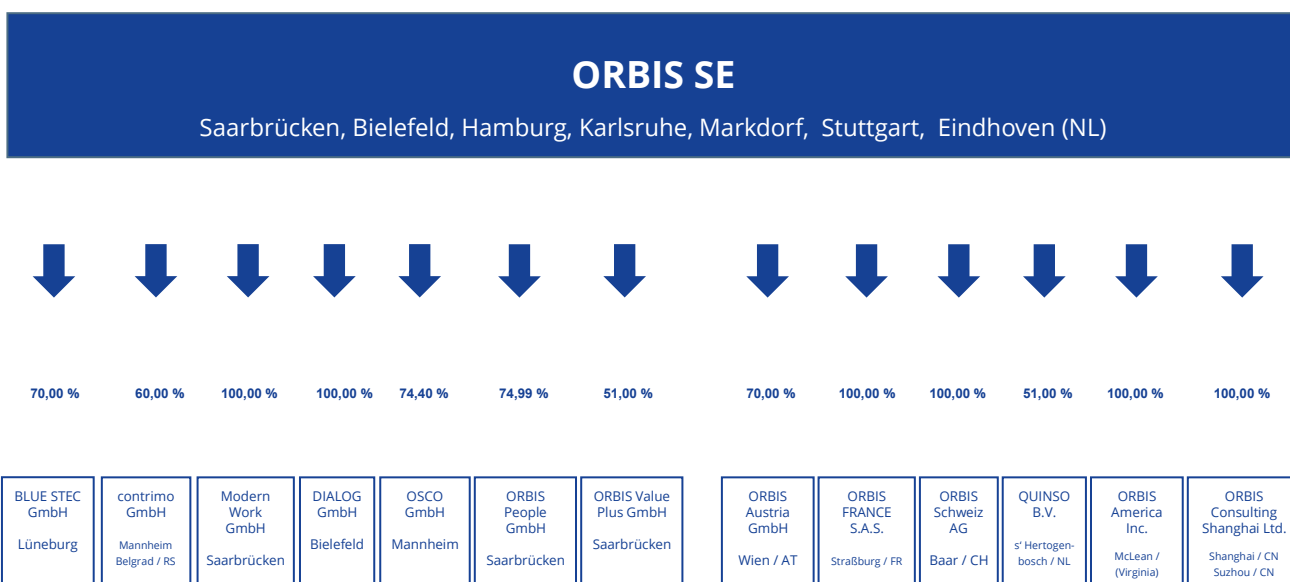 ORBIS SE
Saarbrücken, Bielefeld, Hamburg, Karlsruhe, Markdorf, Stuttgart, Eindhoven (NL)
70,00 %
60,00 %
100,00 %
100,00 %
74,40 %
74,99 %
51,00 %
70,00 %
100,00 %
100,00 %
51,00 %
100,00 %
100,00 %
BLUE STEC
GmbH
Lüneburg
contrimo
GmbH
Mannheim
Belgrad / RS
Modern
Work
GmbH
Saarbrücken
DIALOG
GmbH
Bielefeld
OSCO
GmbH
Mannheim
ORBIS
People
GmbH
Saarbrücken
ORBIS Value
Plus GmbH
Saarbrücken
ORBIS
Austria
GmbH
Wien / AT
ORBIS
FRANCE
S.A.S.
Straßburg / FR
ORBIS
Schweiz
AG
Baar / CH
QUINSO
B.V.
s' Hertogen-
bosch / NL
ORBIS
America
Inc.
McLean /
(Virginia)
ORBIS
Consulting
Shanghai Ltd.
Shanghai / CN
Suzhou / CN